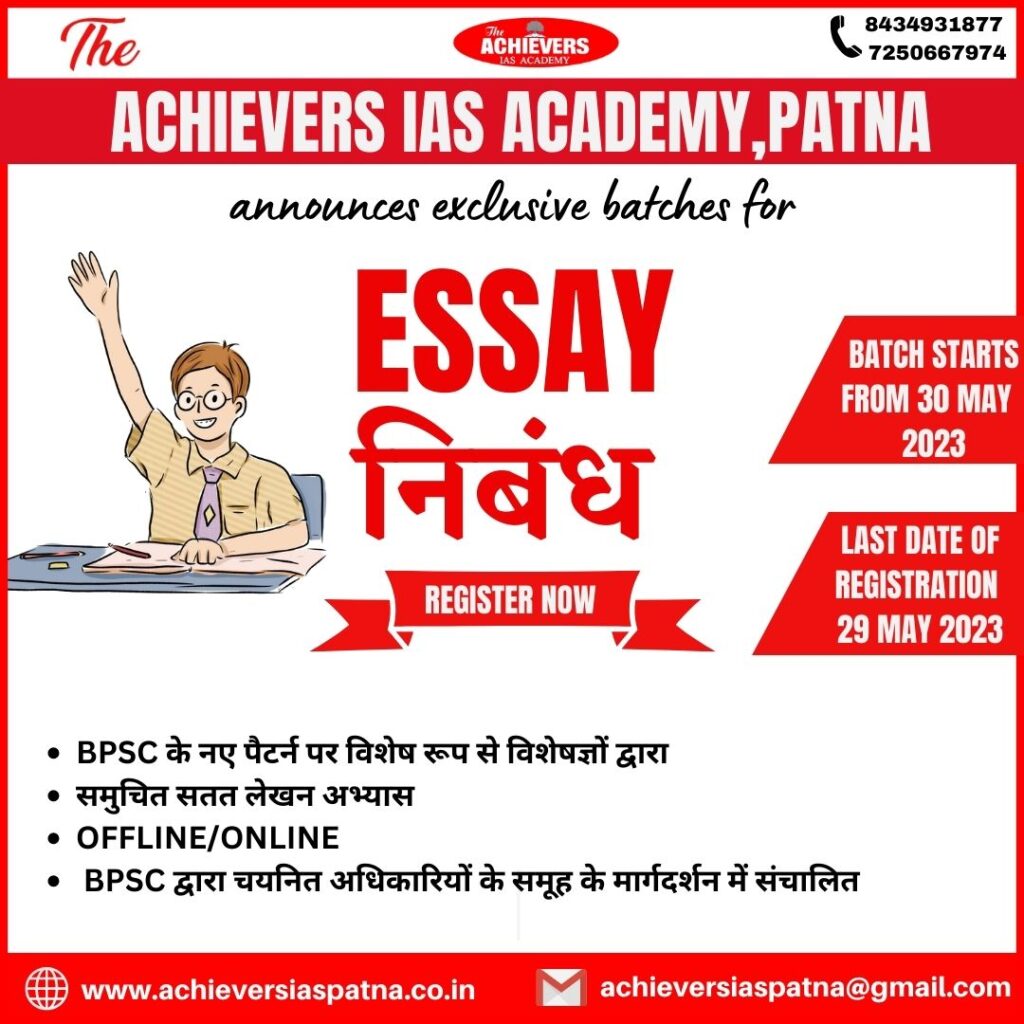 The
The
ACHIEVERS
IAS ACADEMY
8434931877
7250667974
ACHIEVERS IAS ACADEMY,PATNA
announces exclusive batches for
ESSAY
निबंध
BATCH STARTS
FROM 30 MAY
2023
REGISTER NOW
LAST DATE OF
REGISTRATION
29 MAY 2023
• BPSC के नए पैटर्न पर विशेष रूप से विशेषज्ञों द्वारा
• समुचित सतत लेखन अभ्यास
• OFFLINE/ONLINE
• BPSC द्वारा चयनित अधिकारियों के समूह के मार्गदर्शन में संचालित
www.achieversiaspatna.co.in
achieversiaspatna@gmail.com